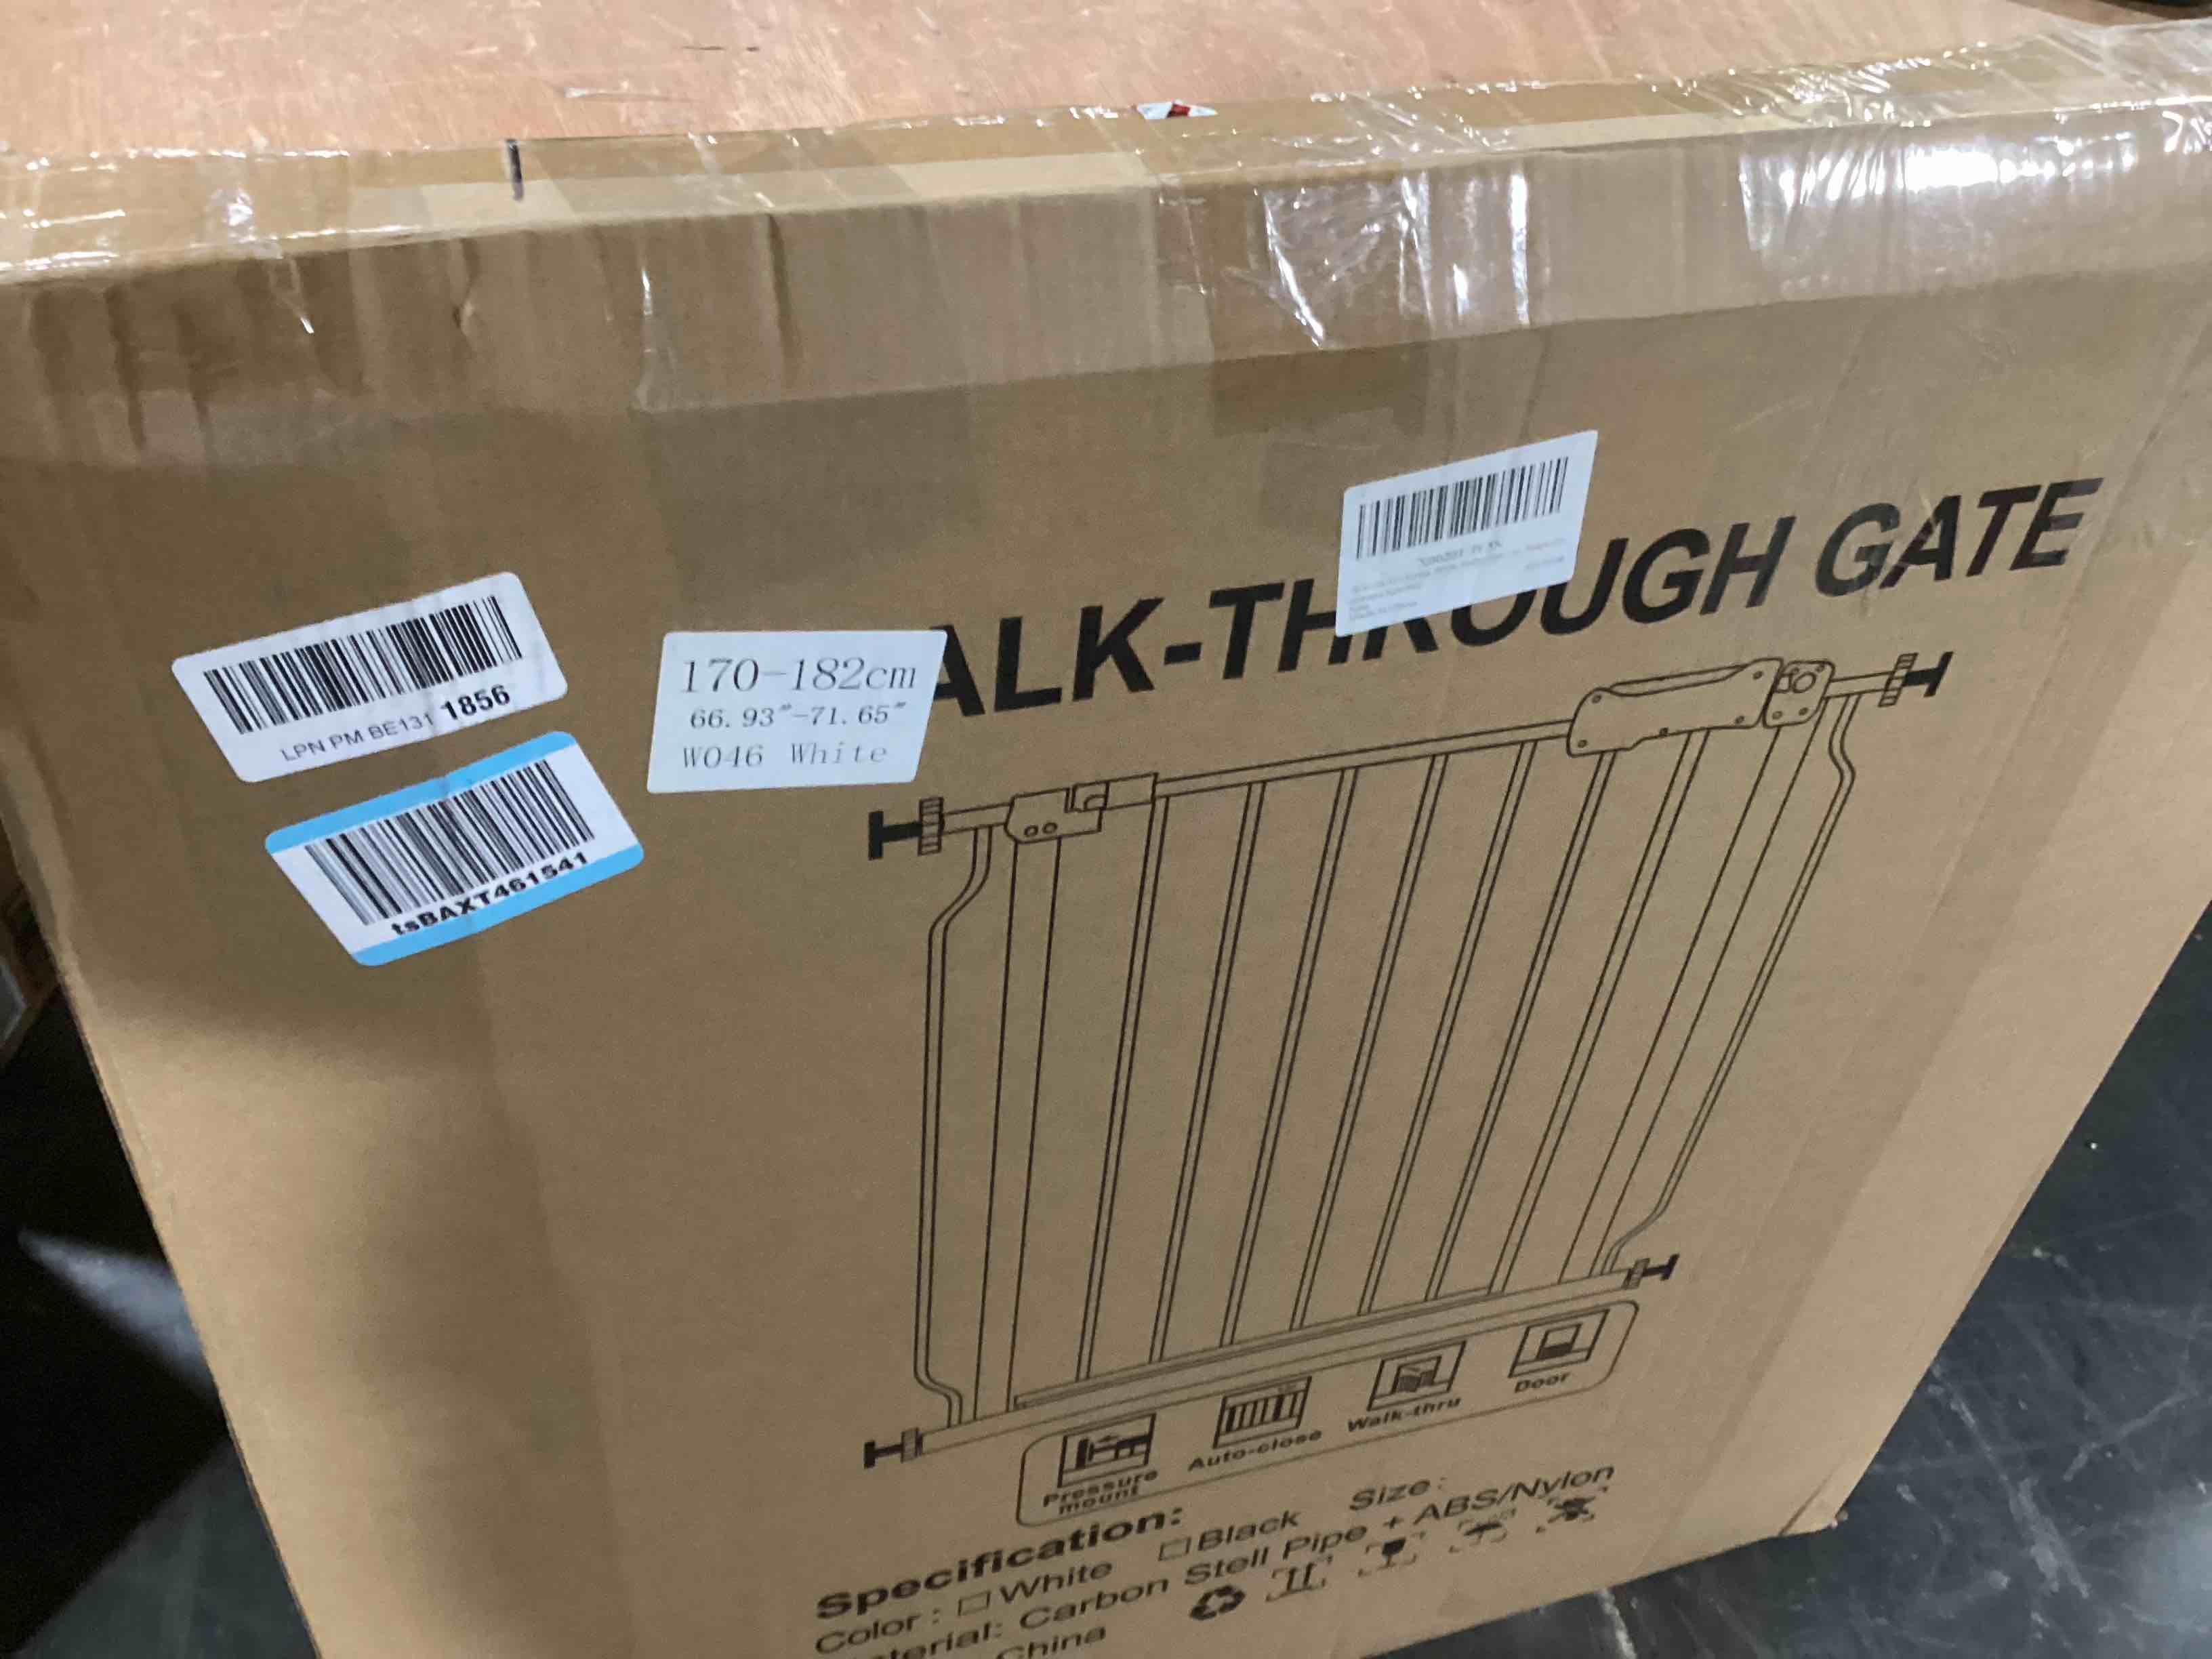 ALK-THROUGH GATE
170-182cm
66.93"-71.65"
W046 White
LPN PM BE131 1856
tsBAXT461541
Pressure
mount
Auto-close
Walk-thru
Door
Specification:
Color : □ White □ Black Size :
terial: Carbon Stell Pipe + ABS/Nylon
China